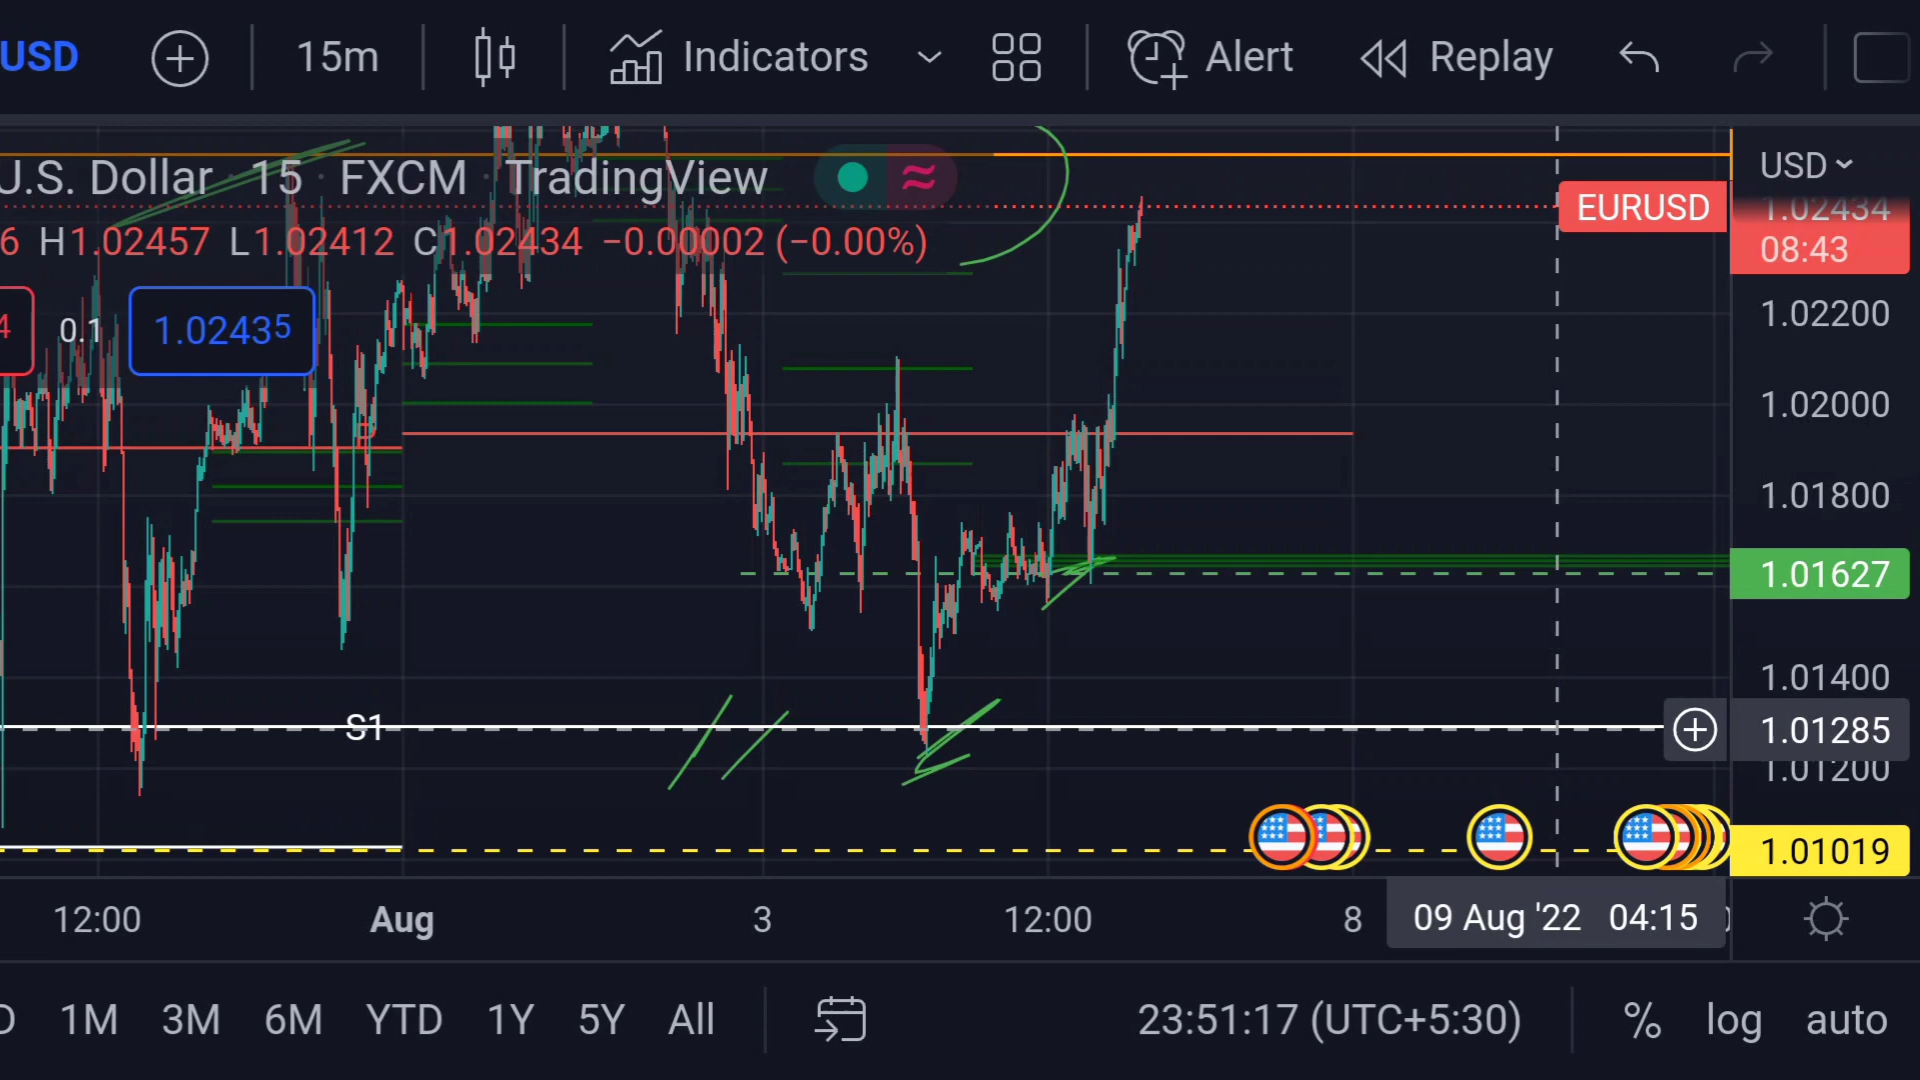 USD 15m Indicators Alert Replay
U.S. Dollar · 15 · FXCM · TradingView
USD
EURUSD 1.02434
08:43
6 H1.02457 L1.02412 C1.02434 −0.00002 (−0.00%)
4 0.1 1.02435
1.02200
1.02000
P
1.01800
1.01627
1.01400
S1
1.01285
1.01200
1.01019
12:00 Aug 3 12:00 8 09 Aug '22 04:15
D 1M 3M 6M YTD 1Y 5Y All 23:51:17 (UTC+5:30) % log auto